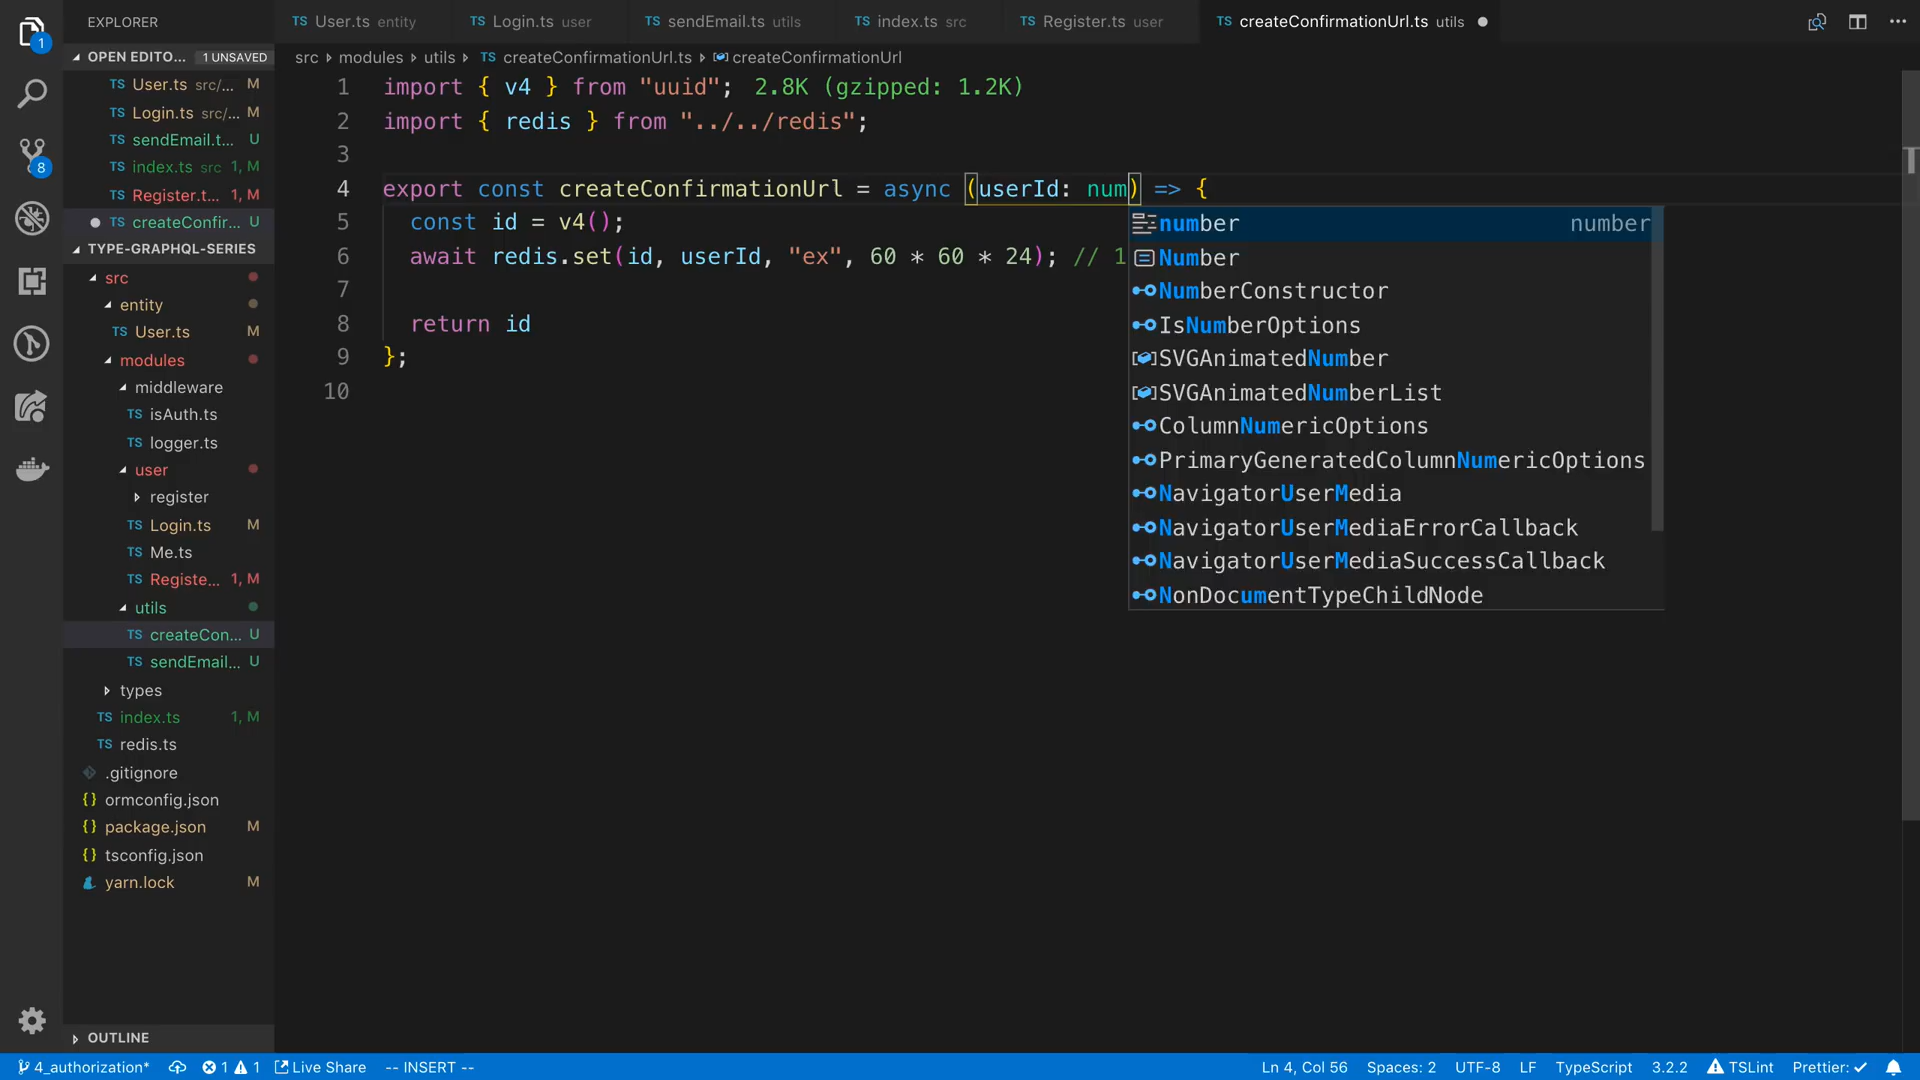 EXPLORER
OPEN EDITO... 1 UNSAVED
TS User.ts src/... M
TS Login.ts src/... M
TS sendEmail.t... U
TS index.ts src 1, M
TS Register.t... 1, M
TS createConfir... U
TYPE-GRAPHQL-SERIES
src
entity
TS User.ts M
modules
middleware
TS isAuth.ts
TS logger.ts
user
register
TS Login.ts M
TS Me.ts
TS Registe... 1, M
utils
TS createCon... U
TS sendEmail... U
types
TS index.ts 1, M
TS redis.ts
.gitignore
{} ormconfig.json
{} package.json M
{} tsconfig.json
yarn.lock M
OUTLINE
1
8
TS User.ts entity TS Login.ts user TS sendEmail.ts utils TS index.ts src TS Register.ts user TS createConfirmationUrl.ts utils
src modules utils TS createConfirmationUrl.ts createConfirmationUrl
1 import { v4 } from "uuid"; 2.8K (gzipped: 1.2K)
2 import { redis } from "../../redis";
3
4 export const createConfirmationUrl = async (userId: num) => {
5 const id = v4();
6 await redis.set(id, userId, "ex", 60 * 60 * 24); // 1
7
8 return id
9 };
10
number number
Number
NumberConstructor
IsNumberOptions
SVGAnimatedNumber
SVGAnimatedNumberList
ColumnNumericOptions
PrimaryGeneratedColumnNumericOptions
NavigatorUserMedia
NavigatorUserMediaErrorCallback
NavigatorUserMediaSuccessCallback
NonDocumentTypeChildNode
4_authorization* 1 1 Live Share -- INSERT -- Ln 4, Col 56 Spaces: 2 UTF-8 LF TypeScript 3.2.2 TSLint Prettier: ✓